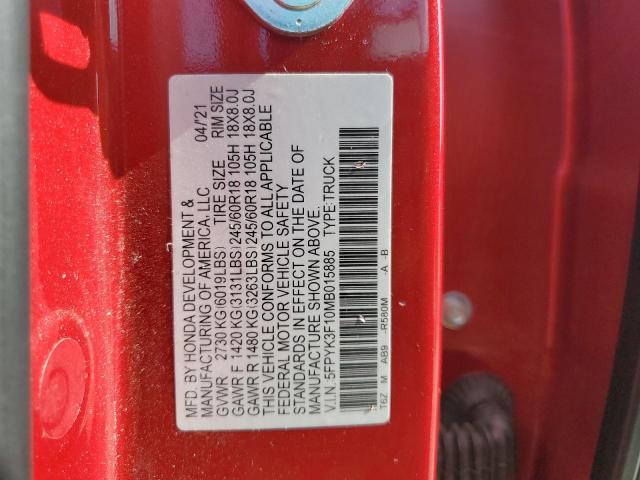 MFD. BY HONDA DEVELOPMENT &
MANUFACTURING OF AMERICA, LLC 04/'21
GVWR 2730 KG(6019LBS) TIRE SIZE RIM SIZE
GAWR F 1420 KG(3131LBS)245/60R18 105H 18X8.0J
GAWR R 1480 KG(3263LBS)245/60R18 105H 18X8.0J
THIS VEHICLE CONFORMS TO ALL APPLICABLE
FEDERAL MOTOR VEHICLE SAFETY
STANDARDS IN EFFECT ON THE DATE OF
MANUFACTURE SHOWN ABOVE.
V.I.N.:5FPYK3F10MB015885 TYPE:TRUCK
T6Z M AB9 -R580M -A -B